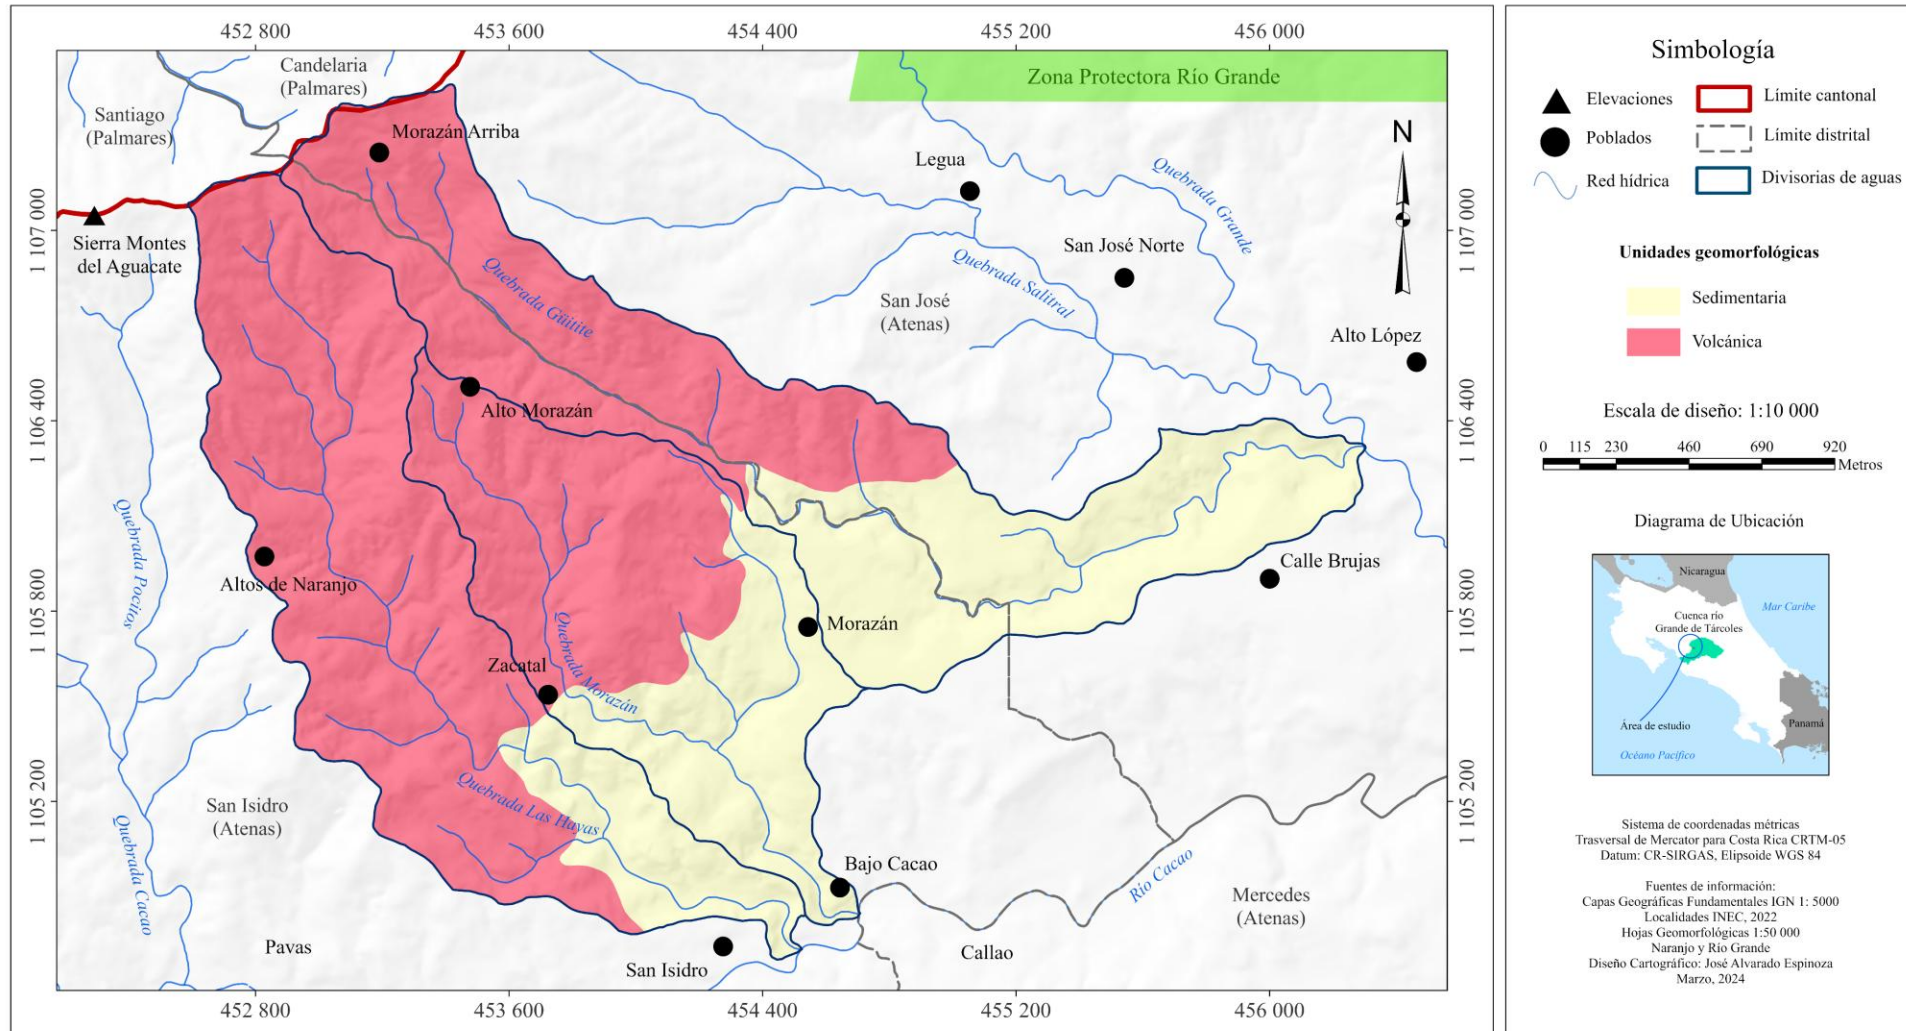 452 800
453 600
454 400
455 200
456 000
Candelaria
(Palmares)
Zona Protectora Río Grande
Santiago
(Palmares)
Morazán Arriba
N
Legua
Quebrada Grande
1 107 000
1 107 000
Sierra Montes
del Aguacate
San José Norte
Quebrada Güitite
Quebrada Salitral
San José
(Atenas)
Alto López
Alto Morazán
1 106 400
1 106 400
Quebrada Pocitos
Altos de Naranjo
Calle Brujas
1 105 800
1 105 800
Morazán
Quebrada Morazán
Zacatal
Quebrada Las Hayas
San Isidro
(Atenas)
1 105 200
1 105 200
Quebrada Cacao
Bajo Cacao
Río Cacao
Mercedes
(Atenas)
Pavas
San Isidro
Callao
452 800
453 600
454 400
455 200
456 000
Simbología
Elevaciones
Límite cantonal
Poblados
Límite distrital
Red hídrica
Divisorias de aguas
Unidades geomorfológicas
Sedimentaria
Volcánica
Escala de diseño: 1:10 000
0 115 230 460 690 920
Metros
Diagrama de Ubicación
Nicaragua
Mar Caribe
Cuenca río
Grande de Tárcoles
Área de estudio
Panamá
Océano Pacífico
Sistema de coordenadas métricas
Trasversal de Mercator para Costa Rica CRTM-05
Datum: CR-SIRGAS, Elipsoide WGS 84
Fuentes de información:
Capas Geográficas Fundamentales IGN 1: 5000
Localidades INEC, 2022
Hojas Geomorfológicas 1:50 000
Naranjo y Río Grande
Diseño Cartográfico: José Alvarado Espinoza
Marzo, 2024